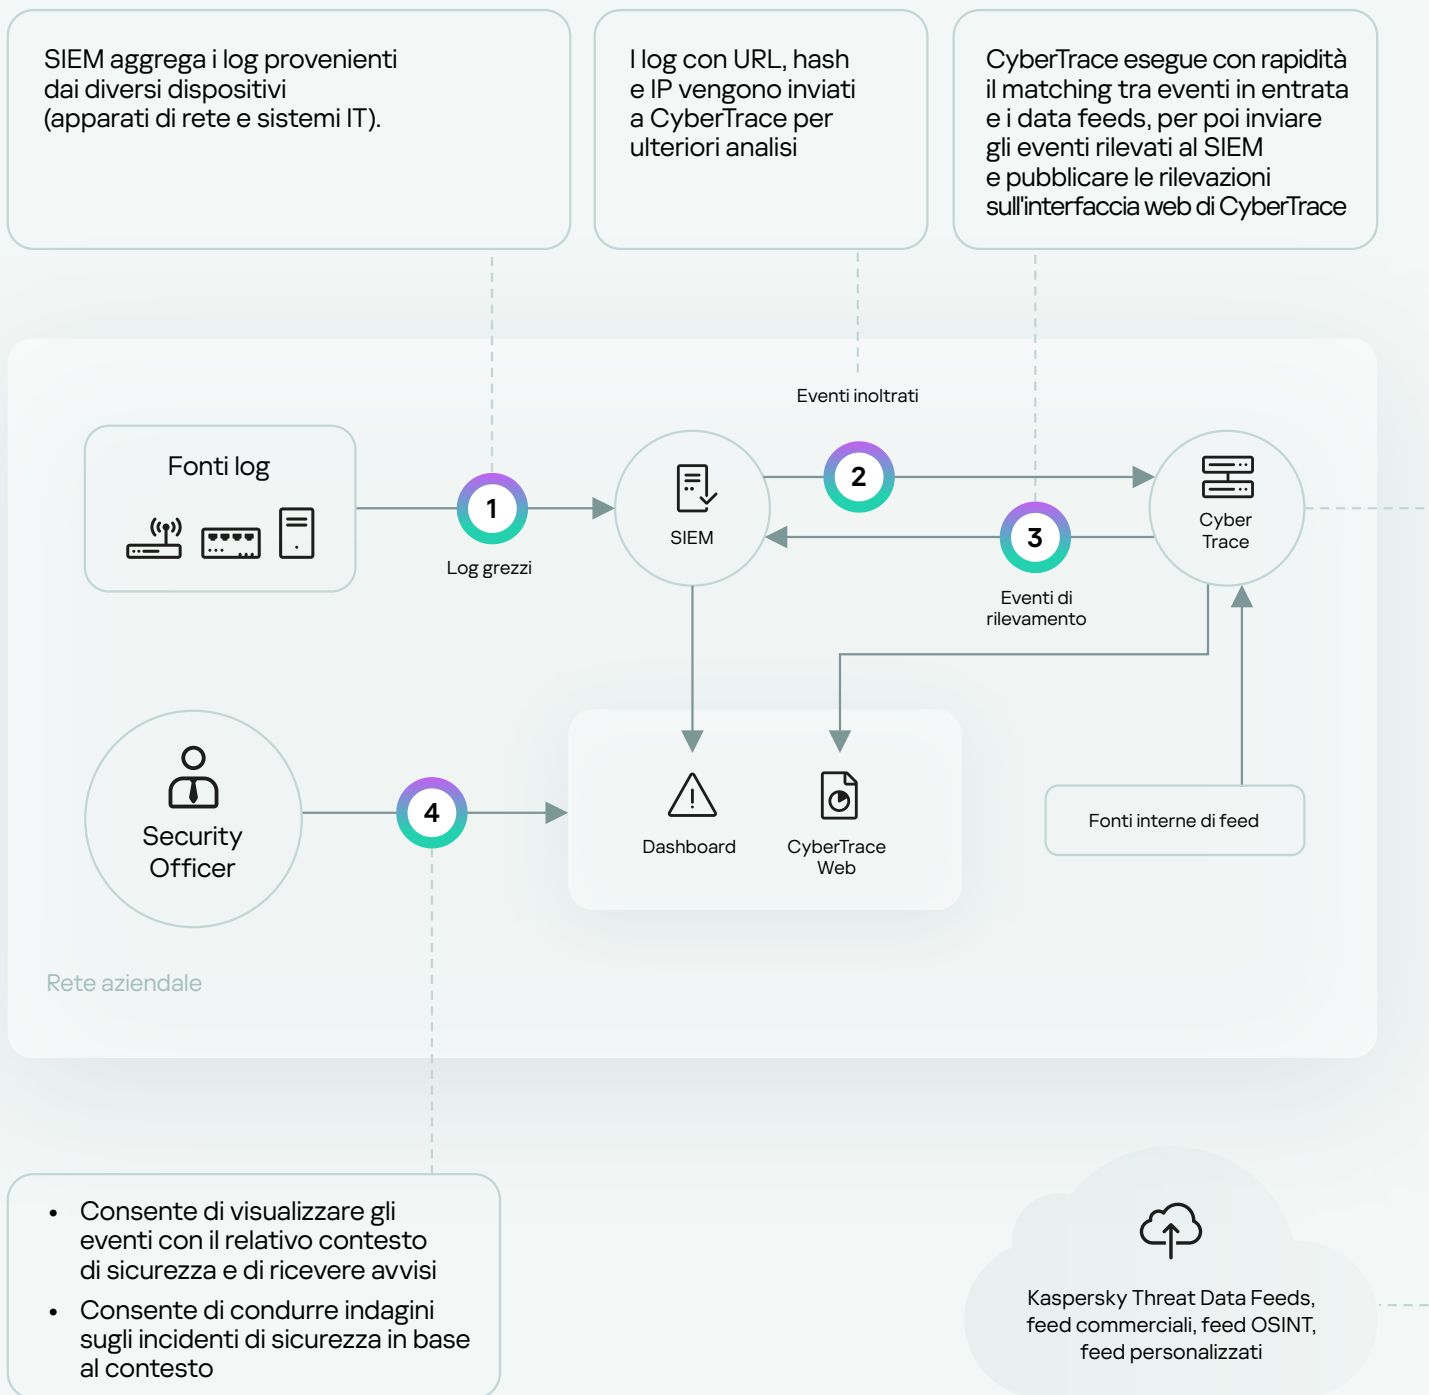 SIEM aggrega i log provenienti
dai diversi dispositivi
(apparati di rete e sistemi IT).
I log con URL, hash
e IP vengono inviati
a CyberTrace per
ulteriori analisi
CyberTrace esegue con rapidità
il matching tra eventi in entrata
e i data feeds, per poi inviare
gli eventi rilevati al SIEM
e pubblicare le rilevazioni
sull'interfaccia web di CyberTrace
Eventi inoltrati
Fonti log
1
Log grezzi
SIEM
2
3
Eventi di
rilevamento
Cyber
Trace
Security
Officer
4
Dashboard
CyberTrace
Web
Fonti interne di feed
Rete aziendale
• Consente di visualizzare gli
eventi con il relativo contesto
di sicurezza e di ricevere avvisi
• Consente di condurre indagini
sugli incidenti di sicurezza in base
al contesto
Kaspersky Threat Data Feeds,
feed commerciali, feed OSINT,
feed personalizzati